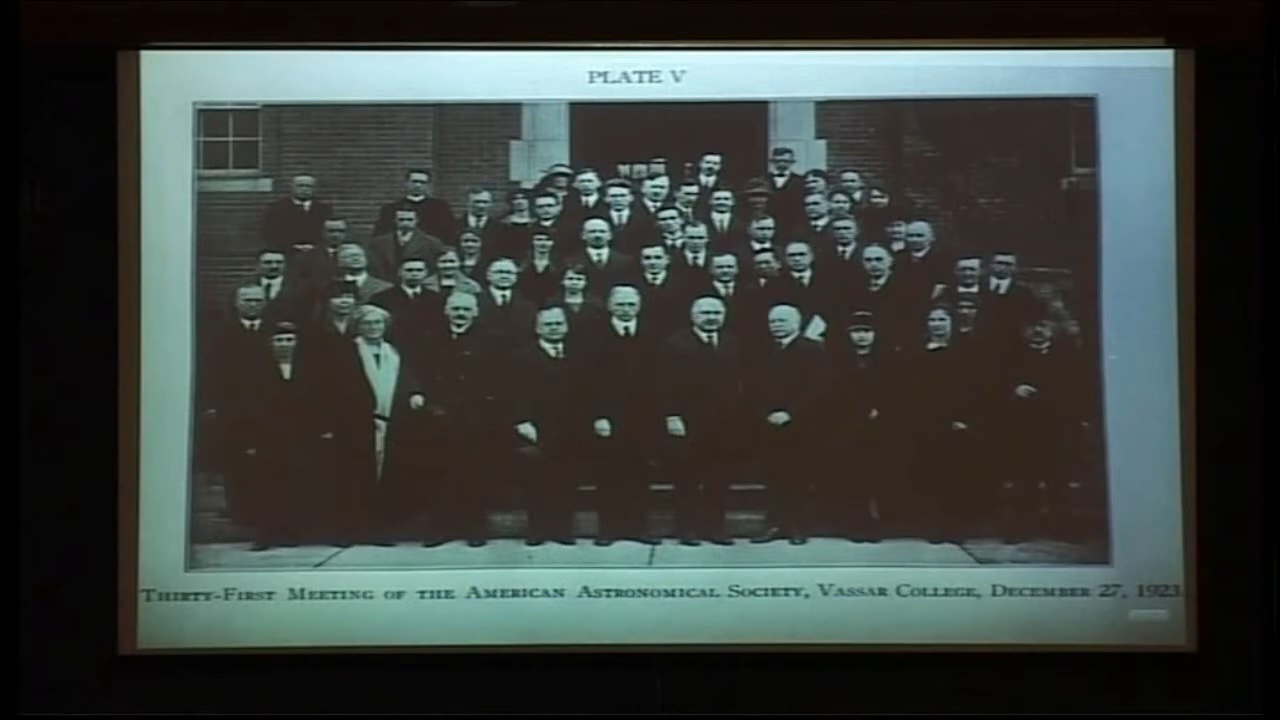 PLATE V
THIRTY-FIRST MEETING OF THE AMERICAN ASTRONOMICAL SOCIETY, VASSAR COLLEGE, DECEMBER 27, 1923